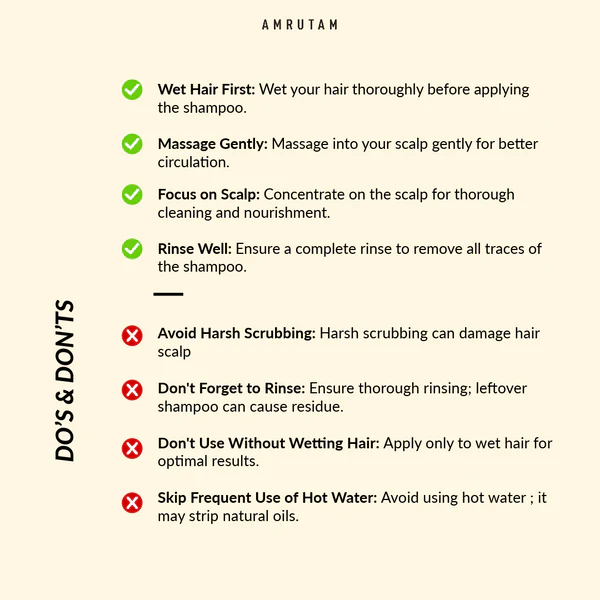 AMRUTAM
Wet Hair First: Wet your hair thoroughly before applying
the shampoo.
Massage Gently: Massage into your scalp gently for better
circulation.
Focus on Scalp: Concentrate on the scalp for thorough
cleaning and nourishment.
Rinse Well: Ensure a complete rinse to remove all traces of
the shampoo.
DO'S & DON'TS
Avoid Harsh Scrubbing: Harsh scrubbing can damage hair
scalp
Don't Forget to Rinse: Ensure thorough rinsing; leftover
shampoo can cause residue.
Don't Use Without Wetting Hair: Apply only to wet hair for
optimal results.
Skip Frequent Use of Hot Water: Avoid using hot water ; it
may strip natural oils.